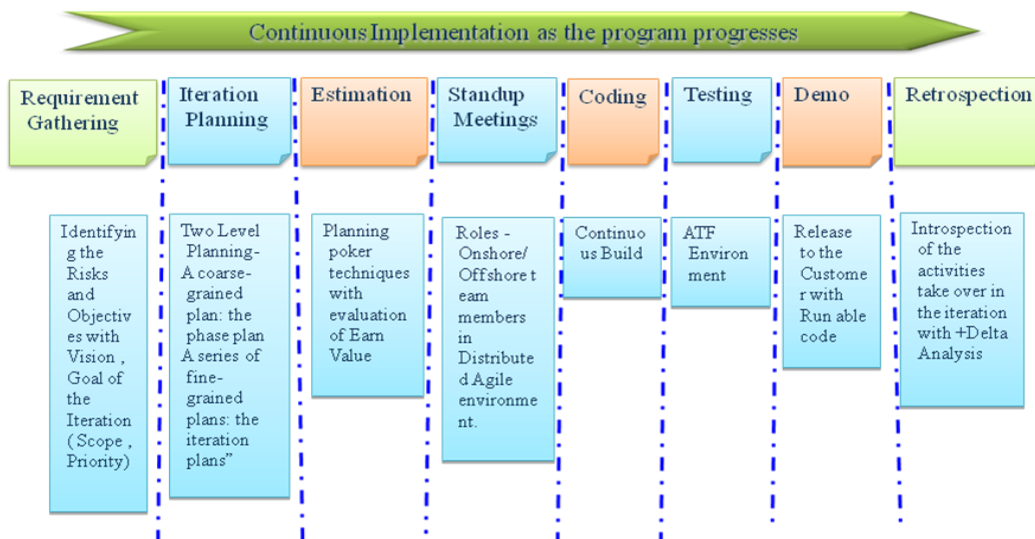 Continuous Implementation as the program progresses
Requirement
Gathering
Iteration
Planning
Estimation
Standup
Meetings
Coding
Testing
Demo
Retrospection
Identifyin
g the
Risks and
Objectiv
es with
Vision ,
Goal of
the
Iteration
( Scope ,
Priority)
Two Level
Planning-
A coarse-
grained
plan: the
phase plan
A series of
fine-
grained
plans: the
iteration
plans”
Planning
poker
techniques
with
evaluation
of Earn
Value
Roles -
Onshore/
Offshore t
eam
members
in
Distribute
d Agile
environme
nt.
Continuo
us Build
ATF
Environ
ment
Release
to the
Custome
r with
Run able
code
Introspection
of the
activities
take over in
the iteration
with +Delta
Analysis